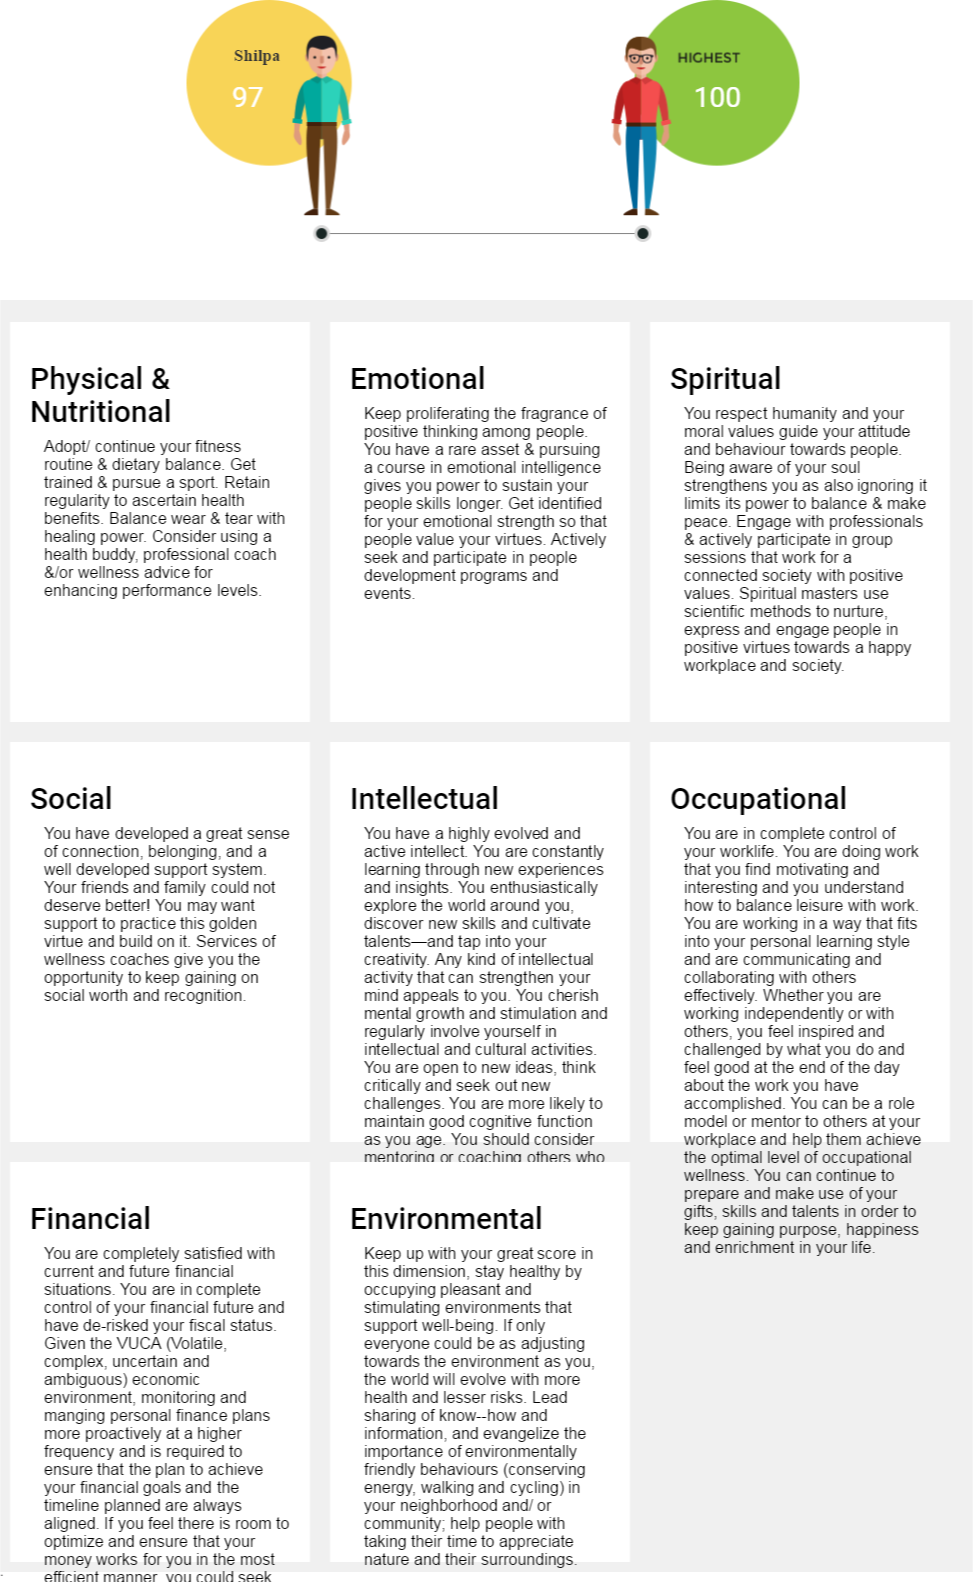 Shilpa
97
HIGHEST
100
Physical &
Nutritional
Adopt/ continue your fitness
routine & dietary balance. Get
trained & pursue a sport. Retain
regularity to ascertain health
benefits. Balance wear & tear with
healing power. Consider using a
health buddy, professional coach
&/or wellness advice for
enhancing performance levels.
Emotional
Keep proliferating the fragrance of
positive thinking among people.
You have a rare asset & pursuing
a course in emotional intelligence
gives you power to sustain your
people skills longer. Get identified
for your emotional strength so that
people value your virtues. Actively
seek and participate in people
development programs and
events.
Spiritual
You respect humanity and your
moral values guide your attitude
and behaviour towards people.
Being aware of your soul
strengthens you as also ignoring it
limits its power to balance & make
peace. Engage with professionals
& actively participate in group
sessions that work for a
connected society with positive
values. Spiritual masters use
scientific methods to nurture,
express and engage people in
positive virtues towards a happy
workplace and society.
Social
You have developed a great sense
of connection, belonging, and a
well developed support system.
Your friends and family could not
deserve better! You may want
support to practice this golden
virtue and build on it. Services of
wellness coaches give you the
opportunity to keep gaining on
social worth and recognition.
Intellectual
You have a highly evolved and
active intellect. You are constantly
learning through new experiences
and insights. You enthusiastically
explore the world around you,
discover new skills and cultivate
talents—and tap into your
creativity. Any kind of intellectual
activity that can strengthen your
mind appeals to you. You cherish
mental growth and stimulation and
regularly involve yourself in
intellectual and cultural activities.
You are open to new ideas, think
critically and seek out new
challenges. You are more likely to
maintain good cognitive function
as you age. You should consider
mentoring or coaching others who
Occupational
You are in complete control of
your worklife. You are doing work
that you find motivating and
interesting and you understand
how to balance leisure with work.
You are working in a way that fits
into your personal learning style
and are communicating and
collaborating with others
effectively. Whether you are
working independently or with
others, you feel inspired and
challenged by what you do and
feel good at the end of the day
about the work you have
accomplished. You can be a role
model or mentor to others at your
workplace and help them achieve
the optimal level of occupational
wellness. You can continue to
prepare and make use of your
gifts, skills and talents in order to
keep gaining purpose, happiness
and enrichment in your life.
Financial
You are completely satisfied with
current and future financial
situations. You are in complete
control of your financial future and
have de-risked your fiscal status.
Given the VUCA (Volatile,
complex, uncertain and
ambiguous) economic
environment, monitoring and
manging personal finance plans
more proactively at a higher
frequency and is required to
ensure that the plan to achieve
your financial goals and the
timeline planned are always
aligned. If you feel there is room to
optimize and ensure that your
money works for you in the most
efficient manner, you could seek
Environmental
Keep up with your great score in
this dimension, stay healthy by
occupying pleasant and
stimulating environments that
support well-being. If only
everyone could be as adjusting
towards the environment as you,
the world will evolve with more
health and lesser risks. Lead
sharing of know--how and
information, and evangelize the
importance of environmentally
friendly behaviours (conserving
energy, walking and cycling) in
your neighborhood and/ or
community; help people with
taking their time to appreciate
nature and their surroundings.